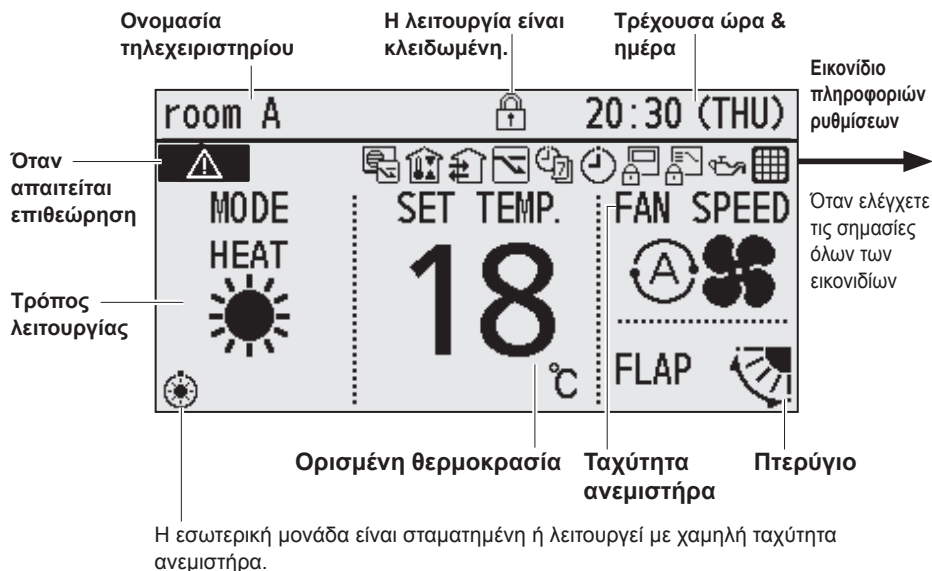 Ονομασία
τηλεχειριστηρίου
Η λειτουργία είναι
κλειδωμένη.
Τρέχουσα ώρα &
ημέρα
Εικονίδιο
πληροφοριών
ρυθμίσεων
room A
20:30 (THU)
Όταν
απαιτείται
επιθεώρηση
7
Όταν ελέγχετε
τις σημασίες
όλων των
εικονιδίων
MODE
HEAT
SET TEMP.
18
°C
FAN SPEED
A
FLAP
Τρόπος
λειτουργίας
Ορισμένη θερμοκρασία
Ταχύτητα
ανεμιστήρα
Πτερύγιο
Η εσωτερική μονάδα είναι σταματημένη ή λειτουργεί με χαμηλή ταχύτητα
ανεμιστήρα.